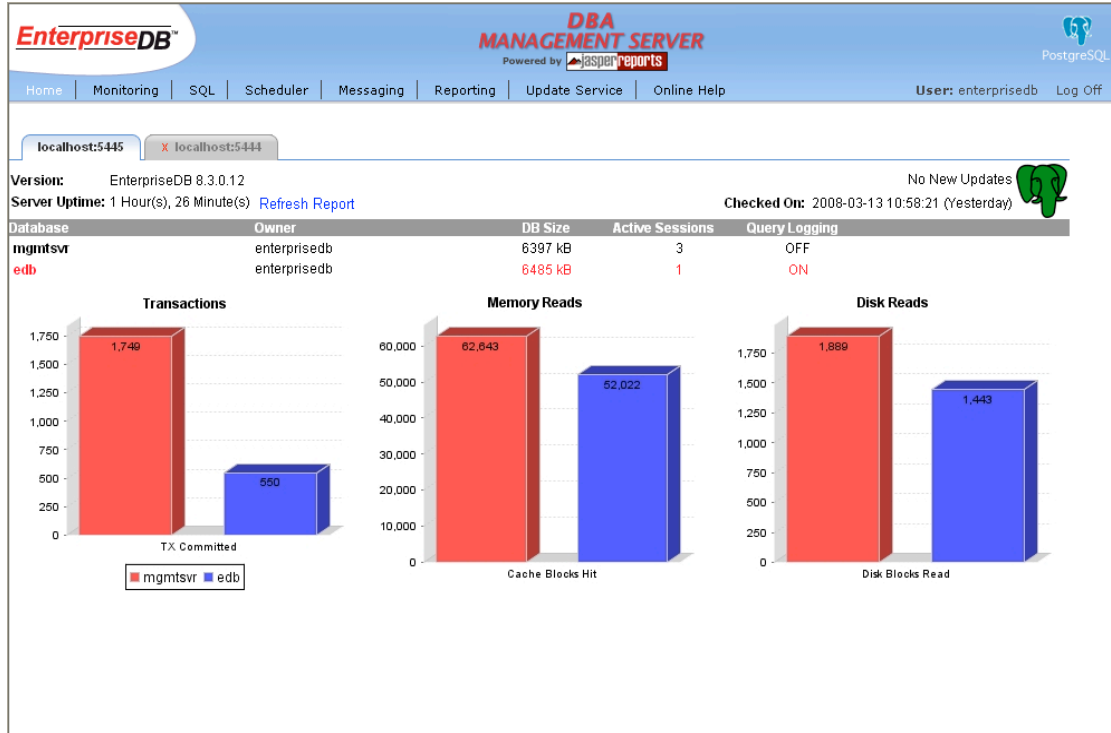 EnterpriseDB™
DBA
MANAGEMENT SERVER
Powered by jasperreports
PostgreSQL
Home Monitoring SQL Scheduler Messaging Reporting Update Service Online Help User: enterprisedb Log Off
localhost:5445 X localhost:5444
Version: EnterpriseDB 8.3.0.12 No New Updates
Server Uptime: 1 Hour(s), 26 Minute(s) Refresh Report Checked On: 2008-03-13 10:58:21 (Yesterday)
Database Owner DB Size Active Sessions Query Logging
mgmtsvr enterprisedb 6397 kB 3 OFF
edb enterprisedb 6485 kB 1 ON
Transactions
1,750
1,500
1,250
1,000
750
500
250
0
1,749
550
TX Committed
mgmtsvr edb
Memory Reads
60,000
50,000
40,000
30,000
20,000
10,000
0
62,643
52,022
Cache Blocks Hit
Disk Reads
1,750
1,500
1,250
1,000
750
500
250
0
1,889
1,443
Disk Blocks Read